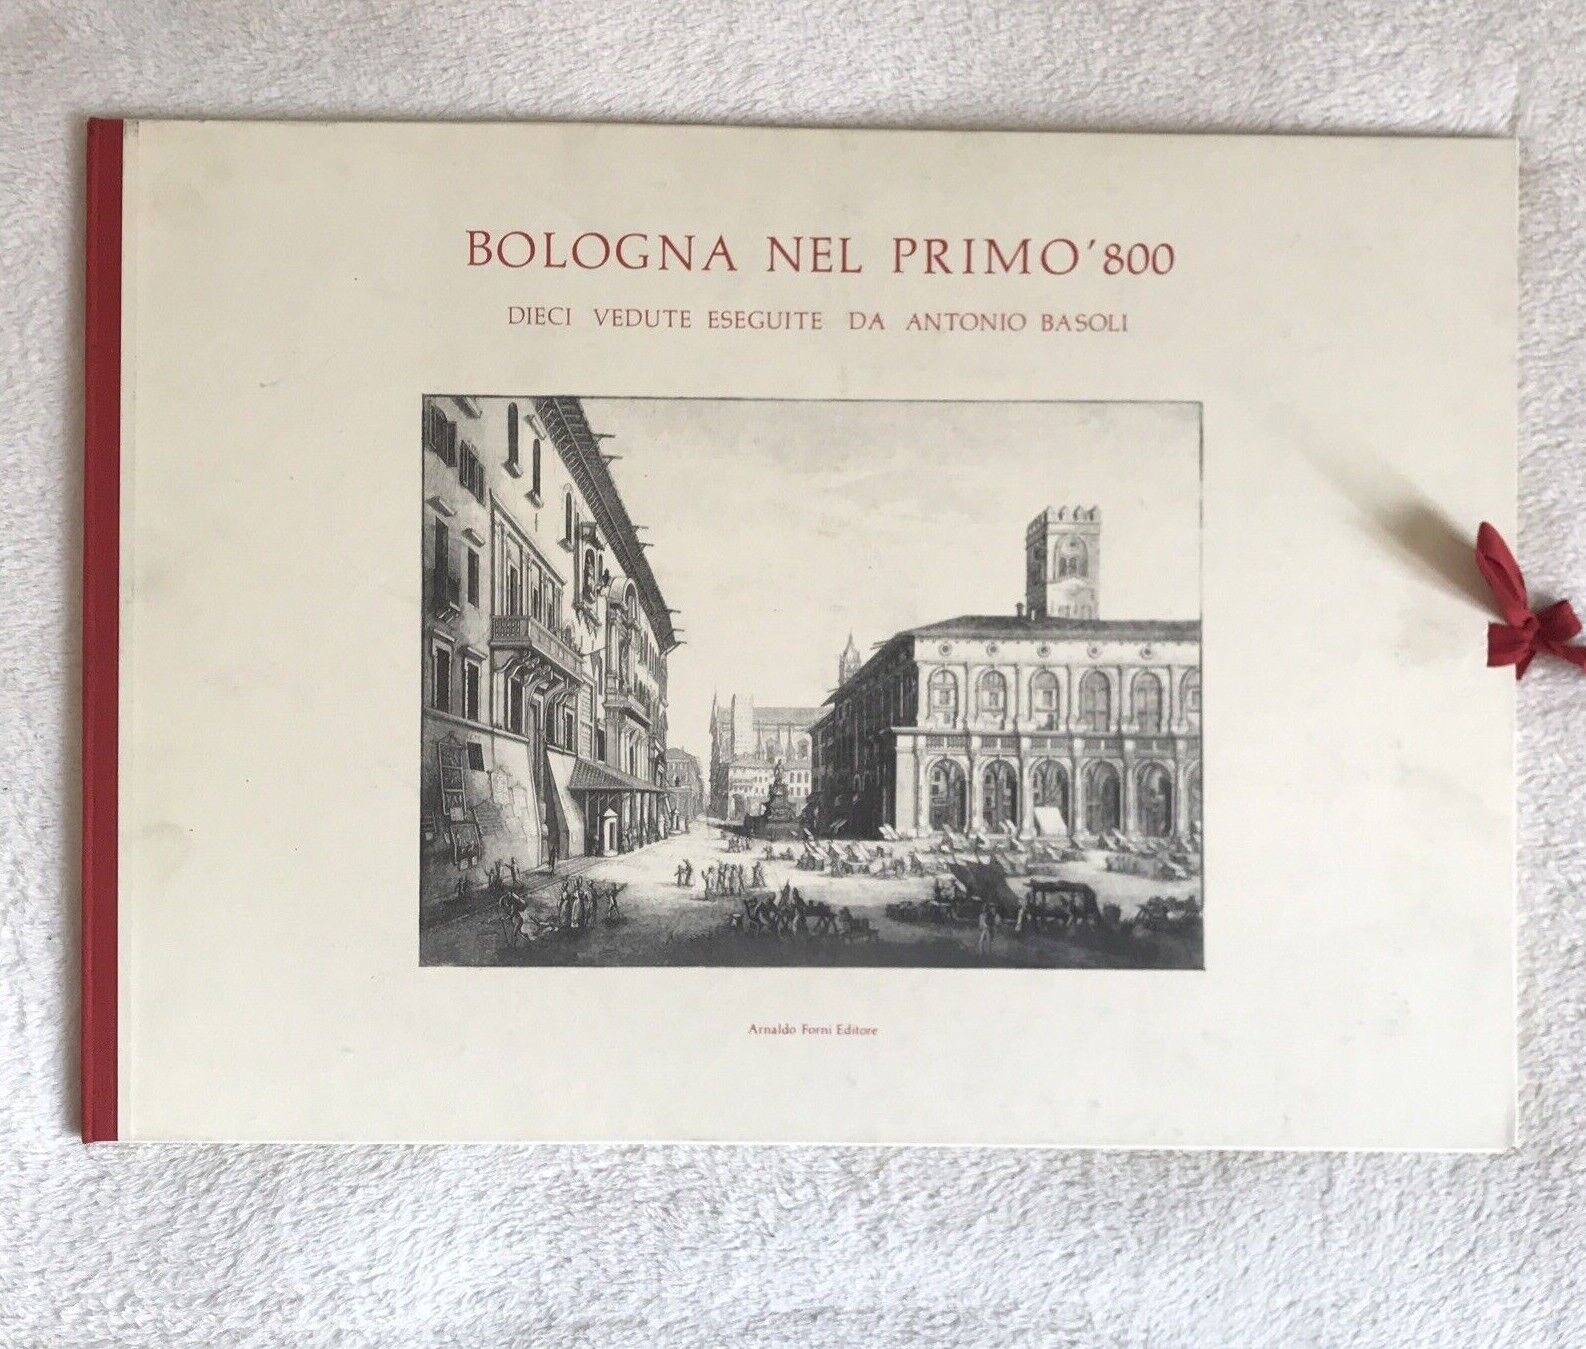 BOLOGNA NEL PRIMO '800
DIECI VEDUTE ESEGUITE DA ANTONIO BASOLI
Arnaldo Forni Editore